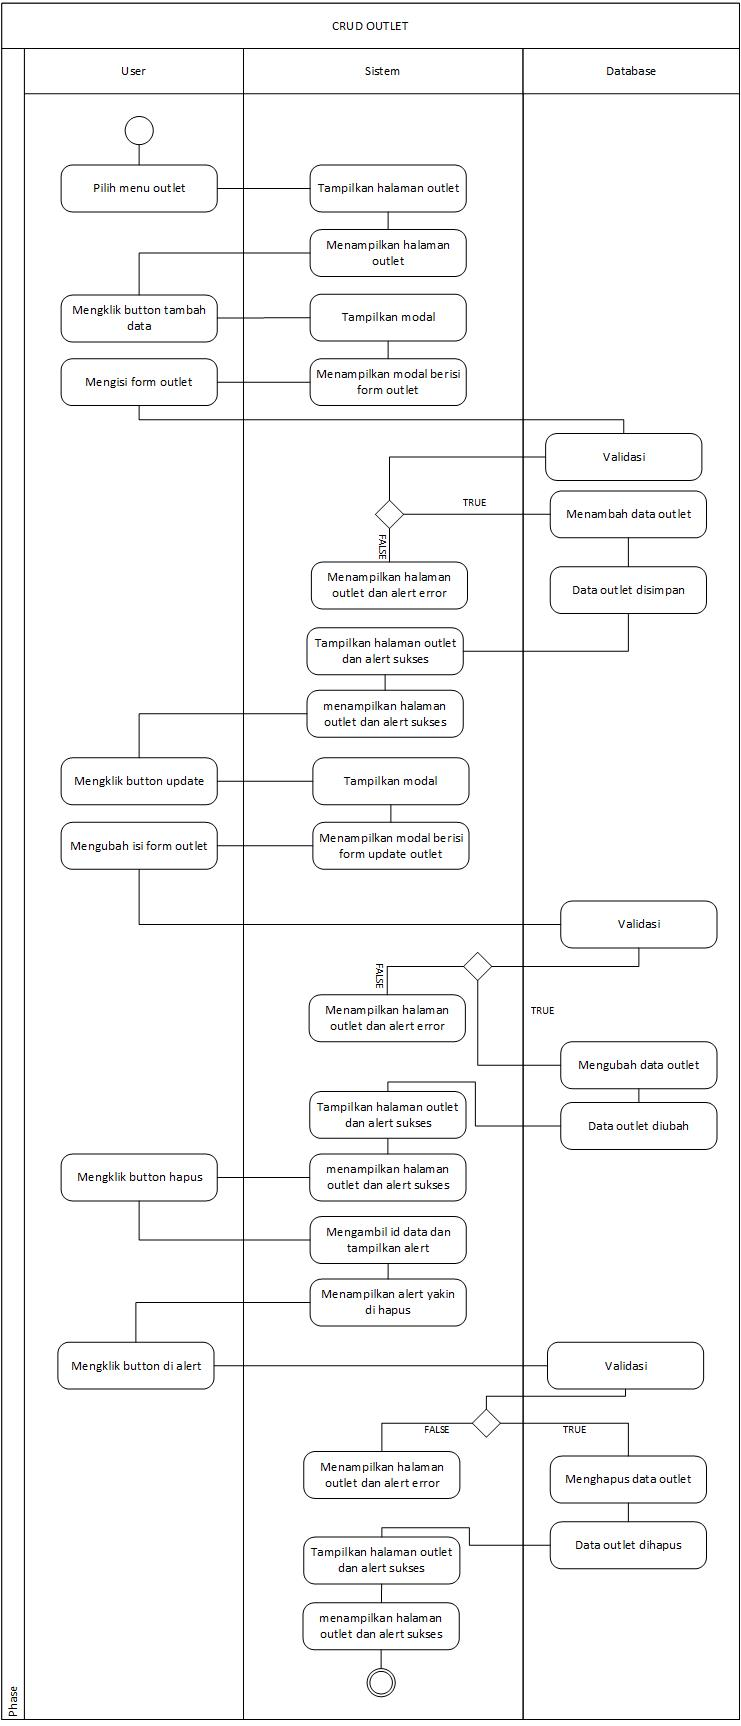 CRUD OUTLET
User
Sistem
Database
Pilih menu outlet
Tampilkan halaman outlet
Menampilkan halaman
outlet
Mengklik button tambah
data
Tampilkan modal
Mengisi form outlet
Menampilkan modal berisi
form outlet
Validasi
TRUE
Menambah data outlet
FALSE
Menampilkan halaman
outlet dan alert error
Data outlet disimpan
Tampilkan halaman outlet
dan alert sukses
menampilkan halaman
outlet dan alert sukses
Mengklik button update
Tampilkan modal
Mengubah isi form outlet
Menampilkan modal berisi
form update outlet
Validasi
FALSE
Menampilkan halaman
outlet dan alert error
TRUE
Mengubah data outlet
Tampilkan halaman outlet
dan alert sukses
Data outlet diubah
Mengklik button hapus
menampilkan halaman
outlet dan alert sukses
Mengambil id data dan
tampilkan alert
Menampilkan alert yakin
di hapus
Mengklik button di alert
Validasi
FALSE
TRUE
Menampilkan halaman
outlet dan alert error
Menghapus data outlet
Tampilkan halaman outlet
dan alert sukses
Data outlet dihapus
menampilkan halaman
outlet dan alert sukses
Phase